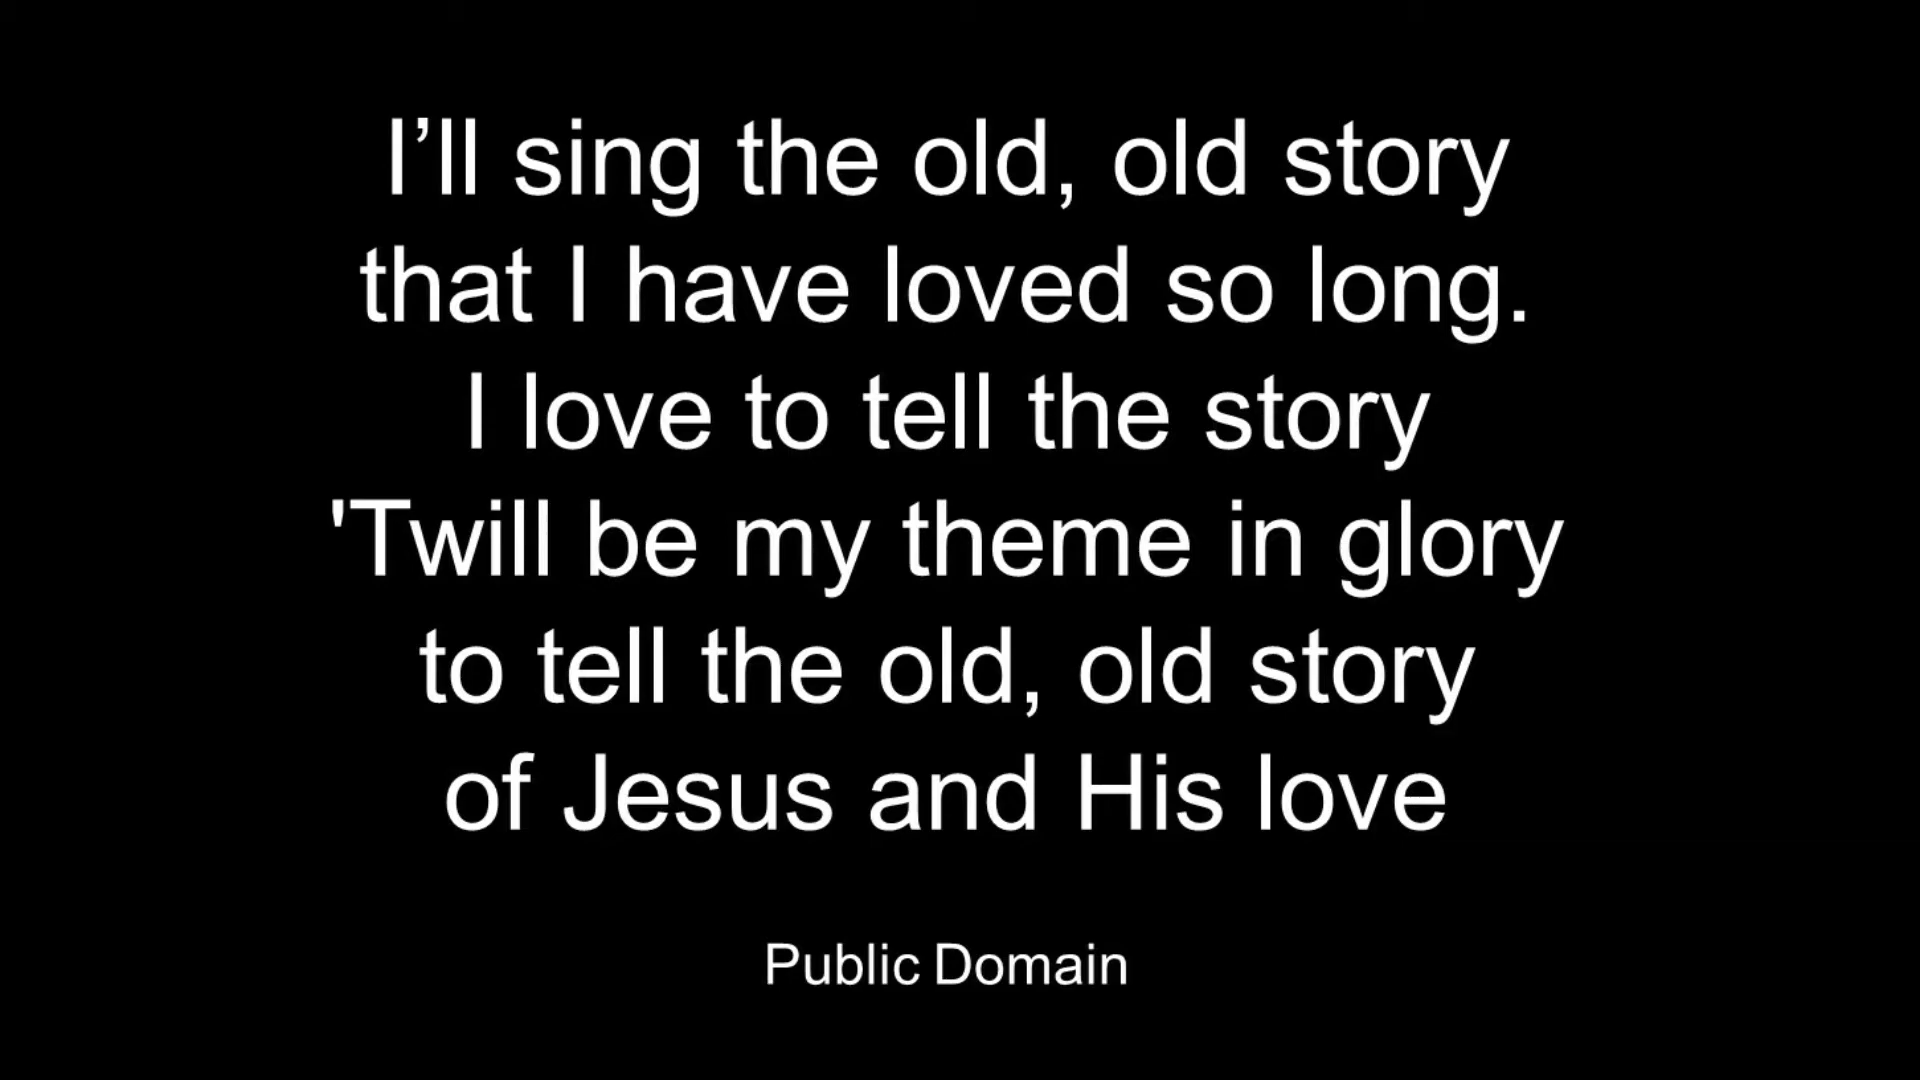 I’ll sing the old, old story
that I have loved so long.
I love to tell the story
'Twill be my theme in glory
to tell the old, old story
of Jesus and His love
Public Domain